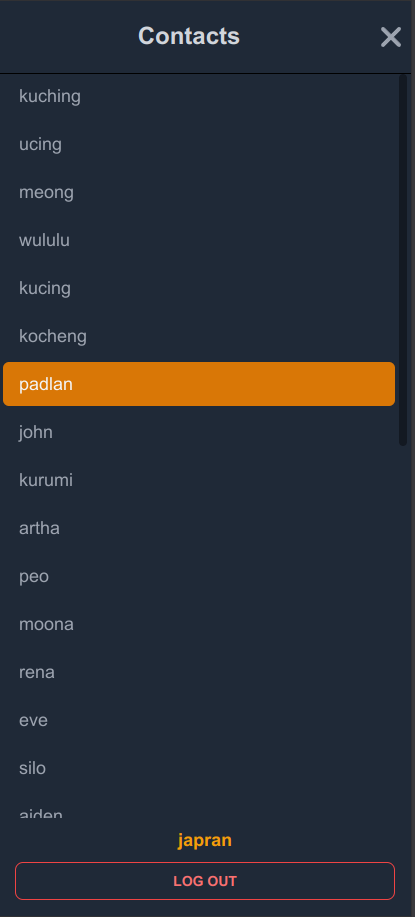 Contacts
kuching
ucing
meong
wululu
kucing
kocheng
padlan
john
kurumi
artha
peo
moona
rena
eve
silo
aiden
japran
LOG OUT